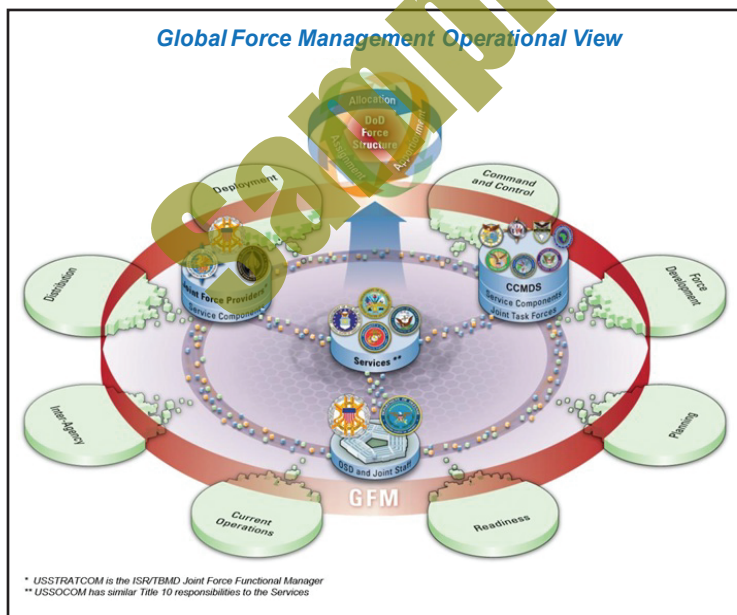 Global Force Management Operational View
Sample
Allocation
DoD
Force
Structure
Assignment
Apportionment
Deployment
Command
and Control
Joint Force Providers*
Service Components
CCMDS
Service Components
Joint Task Forces
Distribution
Force
Development
Services **
Inter-Agency
Planning
OSD and Joint Staff
GFM
Current
Operations
Readiness
* USSTRATCOM is the ISR/TBMD Joint Force Functional Manager
** USSOCOM has similar Title 10 responsibilities to the Services